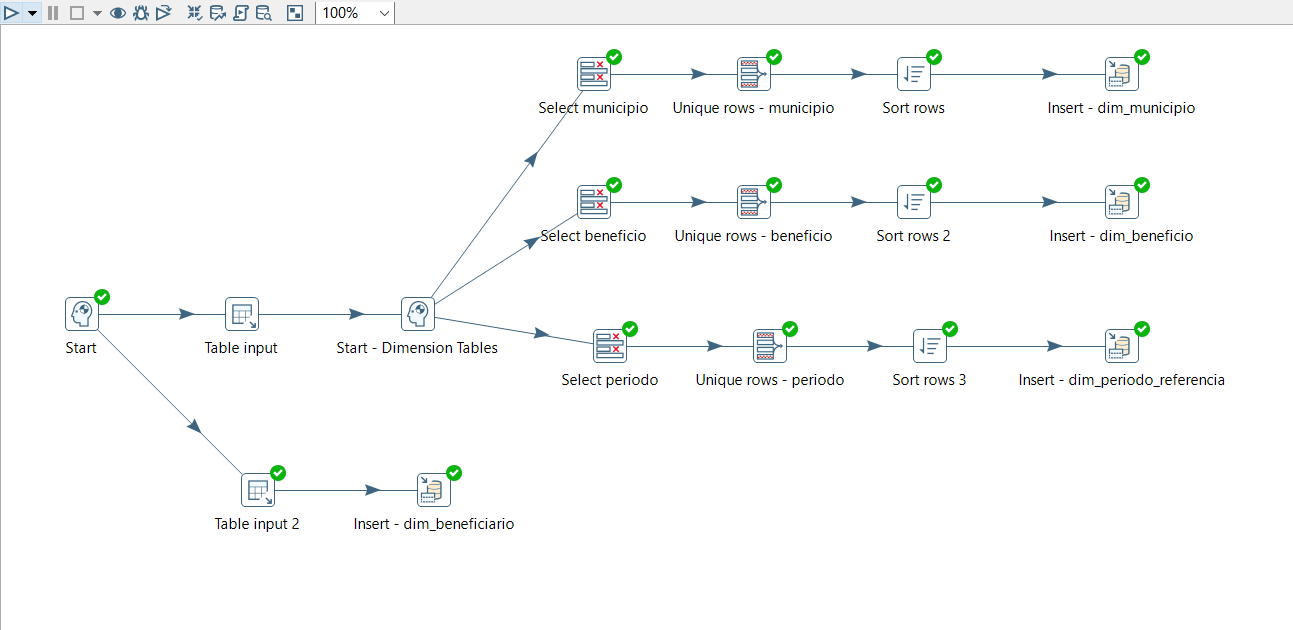 100%
Select municipio
Unique rows - municipio
Sort rows
Insert - dim_municipio
Select beneficio
Unique rows - beneficio
Sort rows 2
Insert - dim_beneficio
Start
Table input
Start - Dimension Tables
Select periodo
Unique rows - periodo
Sort rows 3
Insert - dim_periodo_referencia
Table input 2
Insert - dim_beneficiario